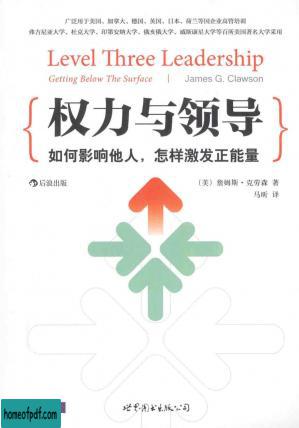 广泛用于美国、加拿大、德国、英国、日本、荷兰等国企业高管培训
弗吉尼亚大学、杜克大学、印第安纳大学、俄亥俄大学、威斯康星大学等百所美国著名大学采用
Level Three Leadership
Getting Below The Surface | James G. Clawson
权力与领导
如何影响他人，怎样激发正能量
后浪出版
（美）詹姆斯·克劳森
马昕 译
世界图书出版公司
homeofpdf.com